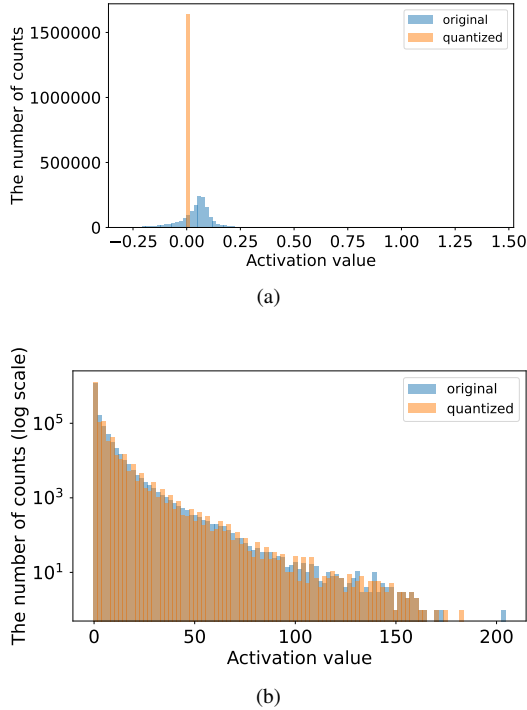 The number of counts
1500000
1000000
500000
0
original
quantized
−0.25 0.00 0.25 0.50 0.75 1.00 1.25 1.50
Activation value
(a)
The number of counts (log scale)
10^5
10^3
10^1
original
quantized
0 50 100 150 200
Activation value
(b)